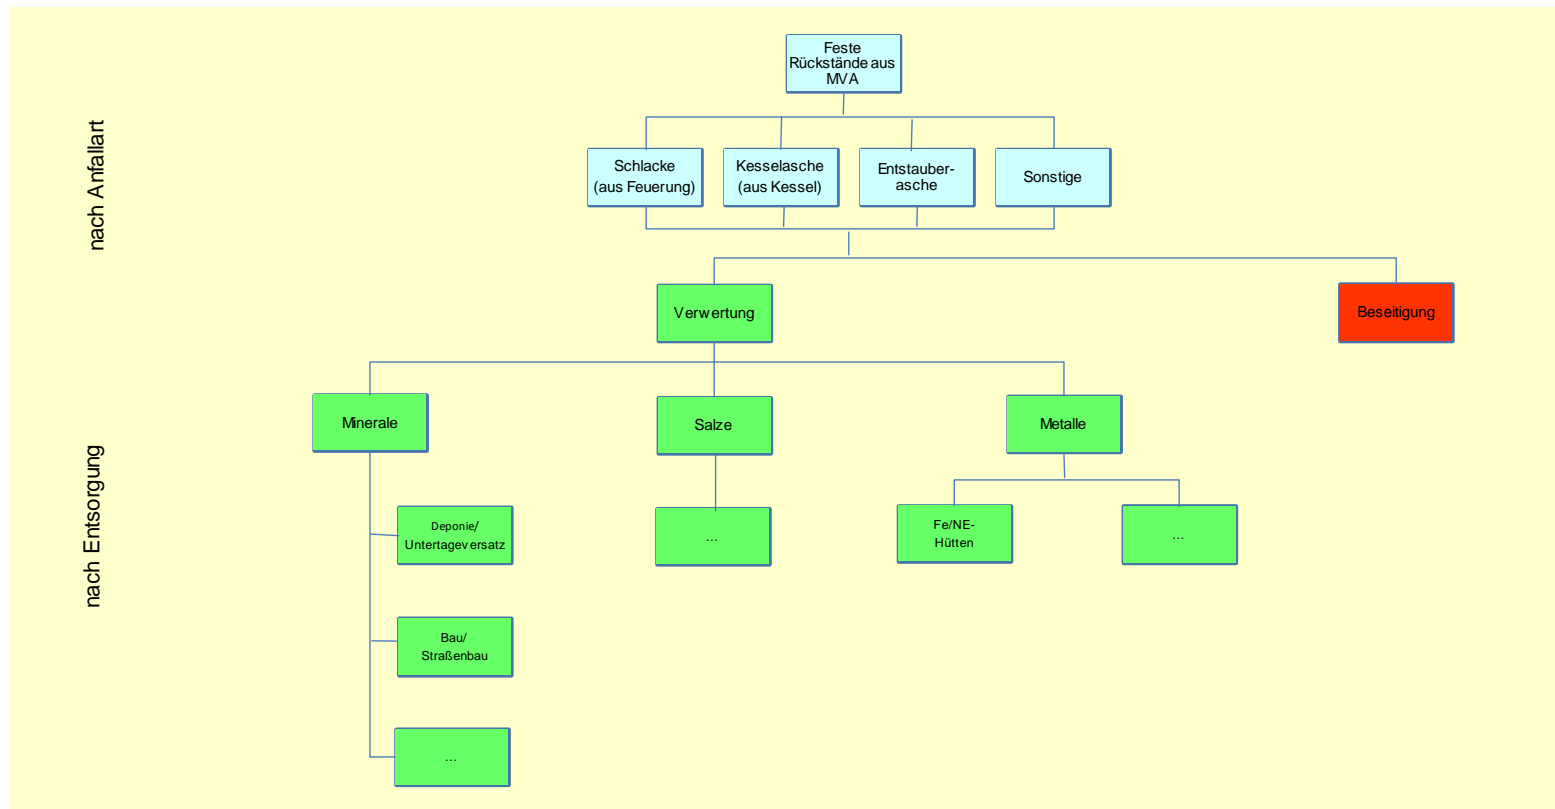 Feste
Rückstände aus
MVA
nach Anfallart
Schlacke
(aus Feuerung)
Kesselasche
(aus Kessel)
Entstauber-
asche
Sonstige
Verwertung
Beseitigung
nach Entsorgung
Minerale
Salze
Metalle
Deponie/
Untertageversatz
...
Fe/NE-
Hütten
...
Bau/
Straßenbau
...